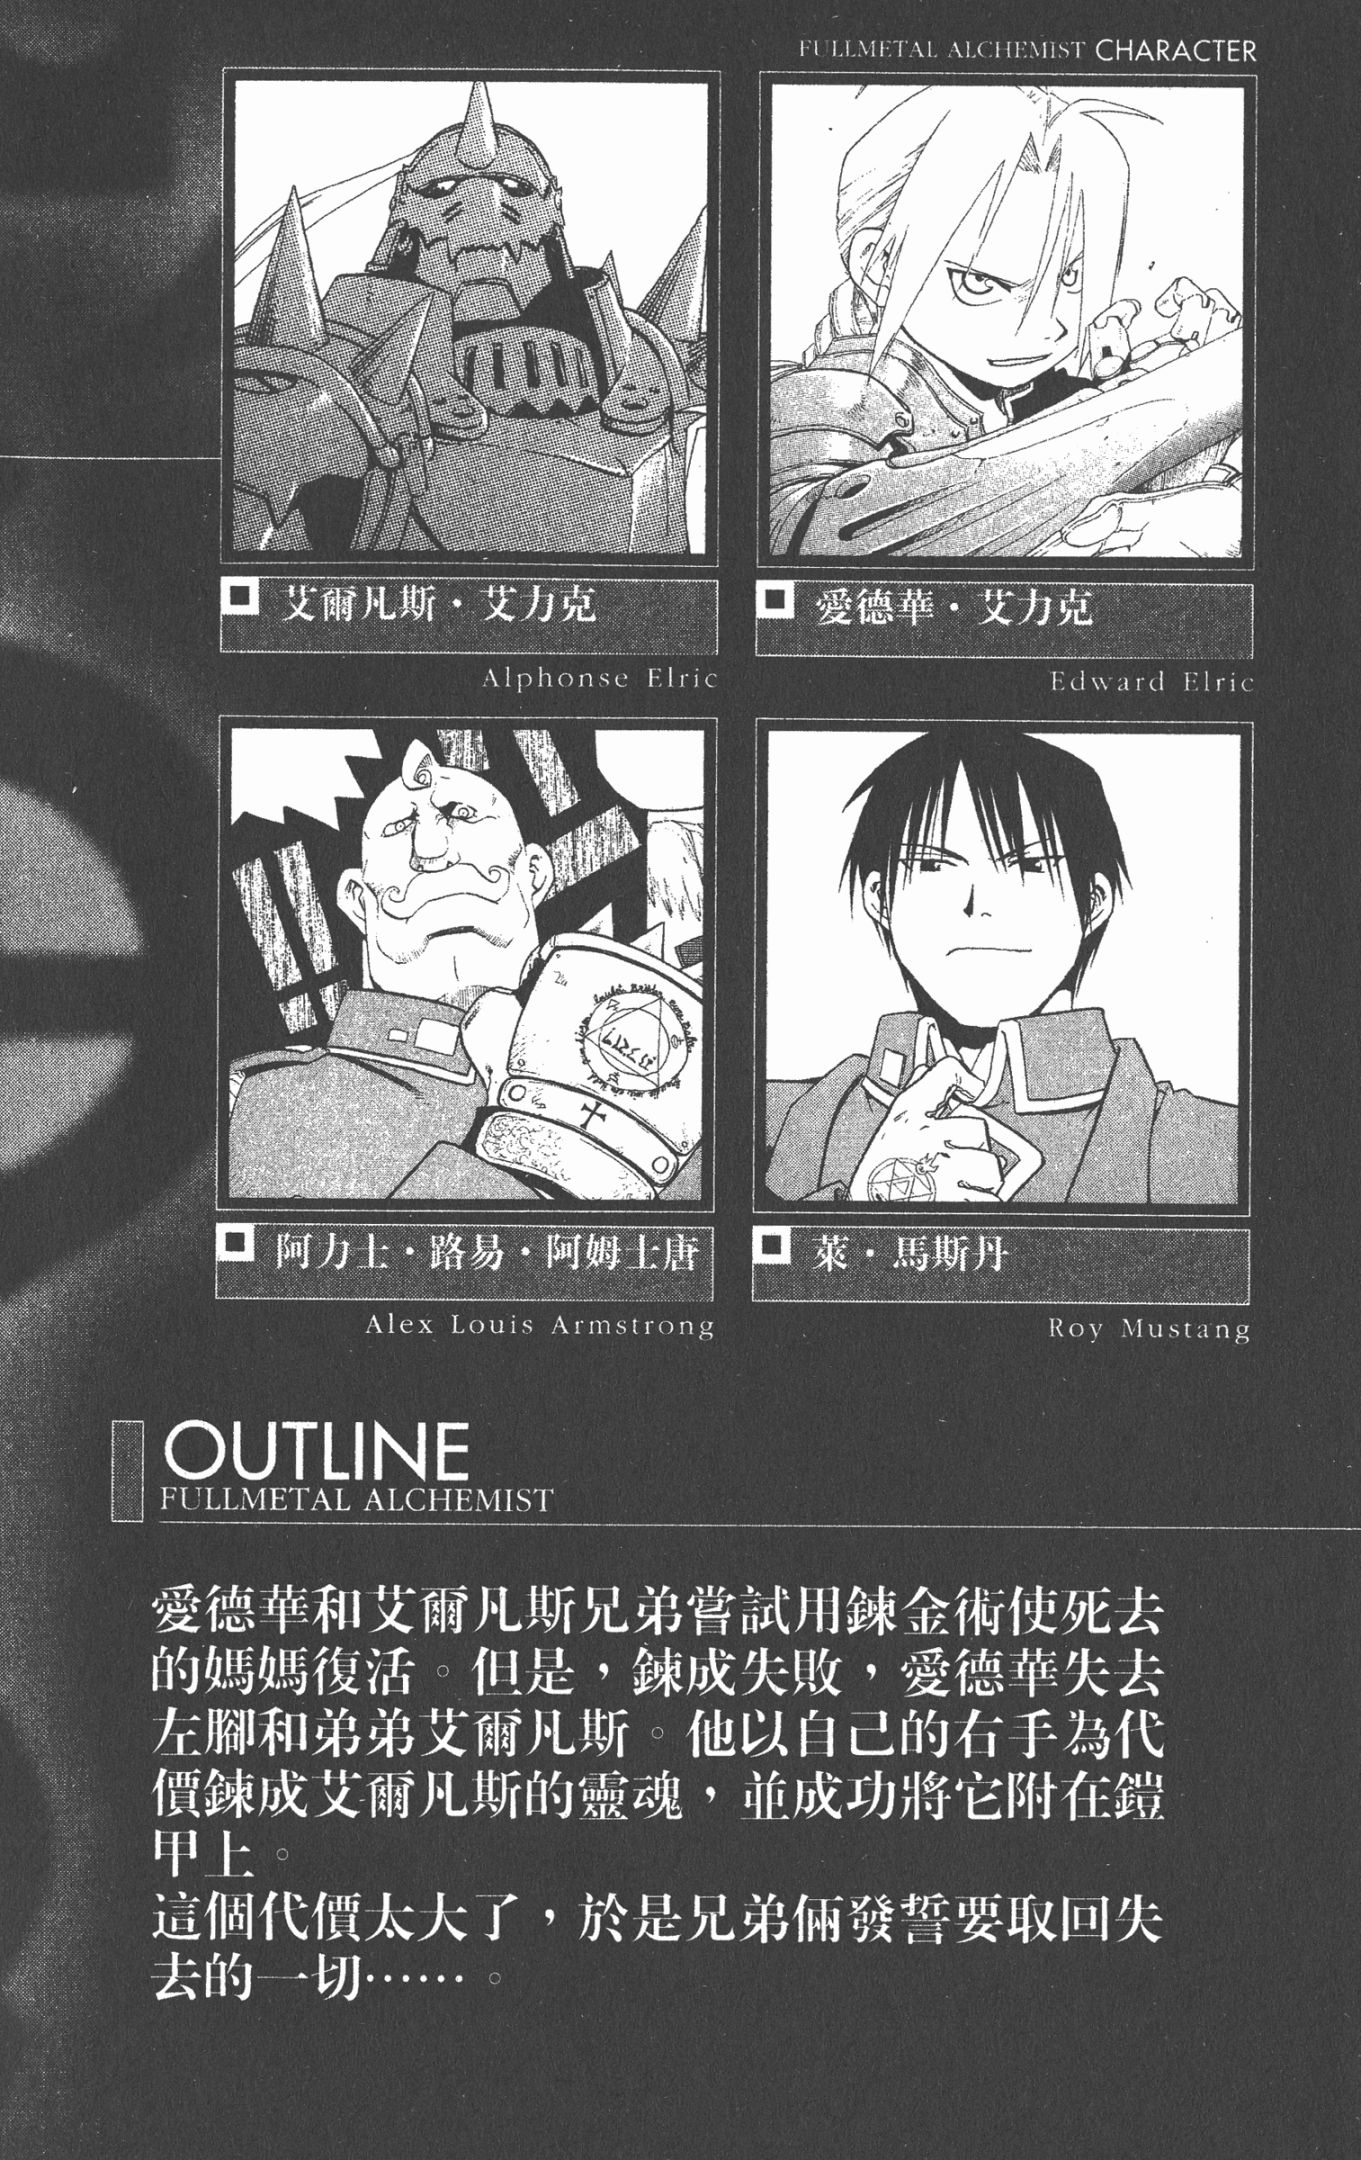 FULLMETAL ALCHEMIST CHARACTER
艾爾凡斯·艾力克
Alphonse Elric
愛德華·艾力克
Edward Elric
阿力士·路易·阿姆士唐
Alex Louis Armstrong
萊·馬斯丹
Roy Mustang
OUTLINE
FULLMETAL ALCHEMIST
愛德華和艾爾凡斯兄弟嘗試用鍊金術使死去
的媽媽復活。但是，鍊成失敗，愛德華失去
左腳和弟弟艾爾凡斯。他以自己的右手為代
價鍊成艾爾凡斯的靈魂，並成功將它附在鎧
甲上。
這個代價太大了，於是兄弟倆發誓要取回失
去的一切……。